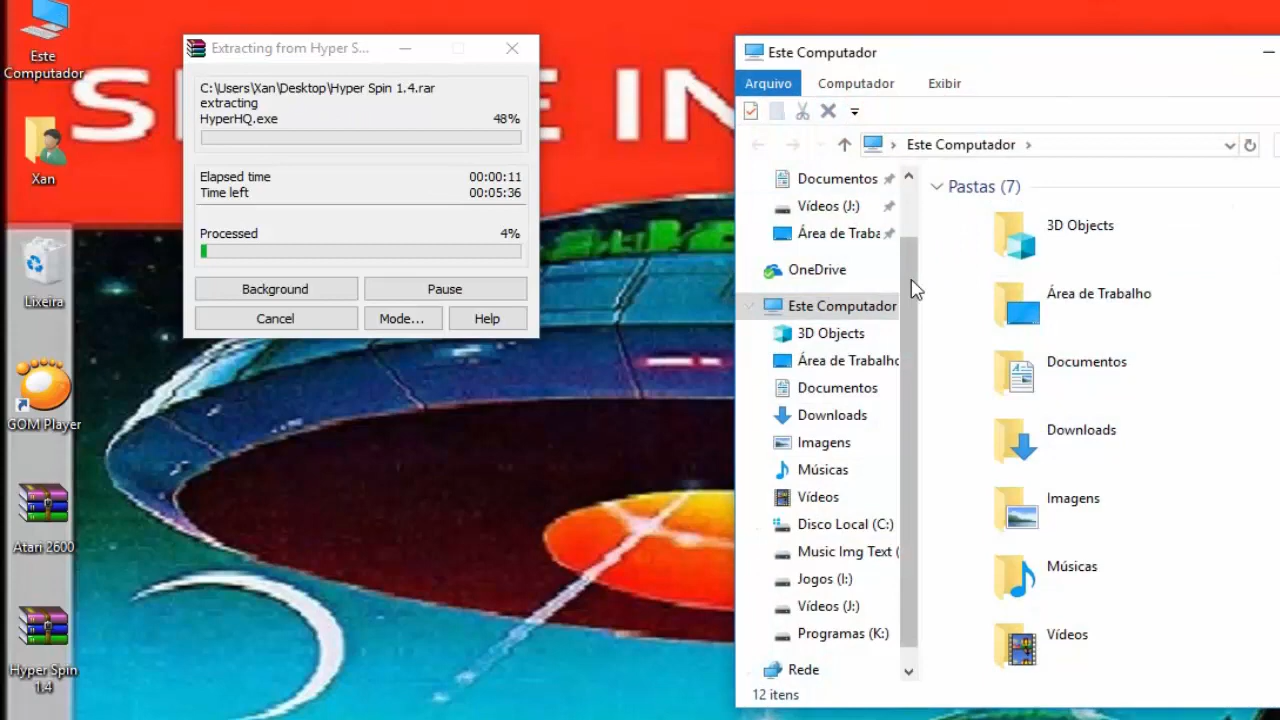 Este
Computador
Xan
Lixeira
GOM Player
Atari 2600
Hyper Spin
1.4
Extracting from Hyper S...
C:\Users\Xan\Desktop\Hyper Spin 1.4.rar
extracting
HyperHQ.exe 48%
Elapsed time 00:00:11
Time left 00:05:36
Processed 4%
Background Pause
Cancel Mode... Help
Este Computador
Arquivo Computador Exibir
Este Computador
Documentos
Vídeos (J:)
Área de Traba
OneDrive
Este Computador
3D Objects
Área de Trabalho
Documentos
Downloads
Imagens
Músicas
Vídeos
Disco Local (C:)
Music Img Text (
Jogos (I:)
Vídeos (J:)
Programas (K:)
Rede
Pastas (7)
3D Objects
Área de Trabalho
Documentos
Downloads
Imagens
Músicas
Vídeos
12 itens